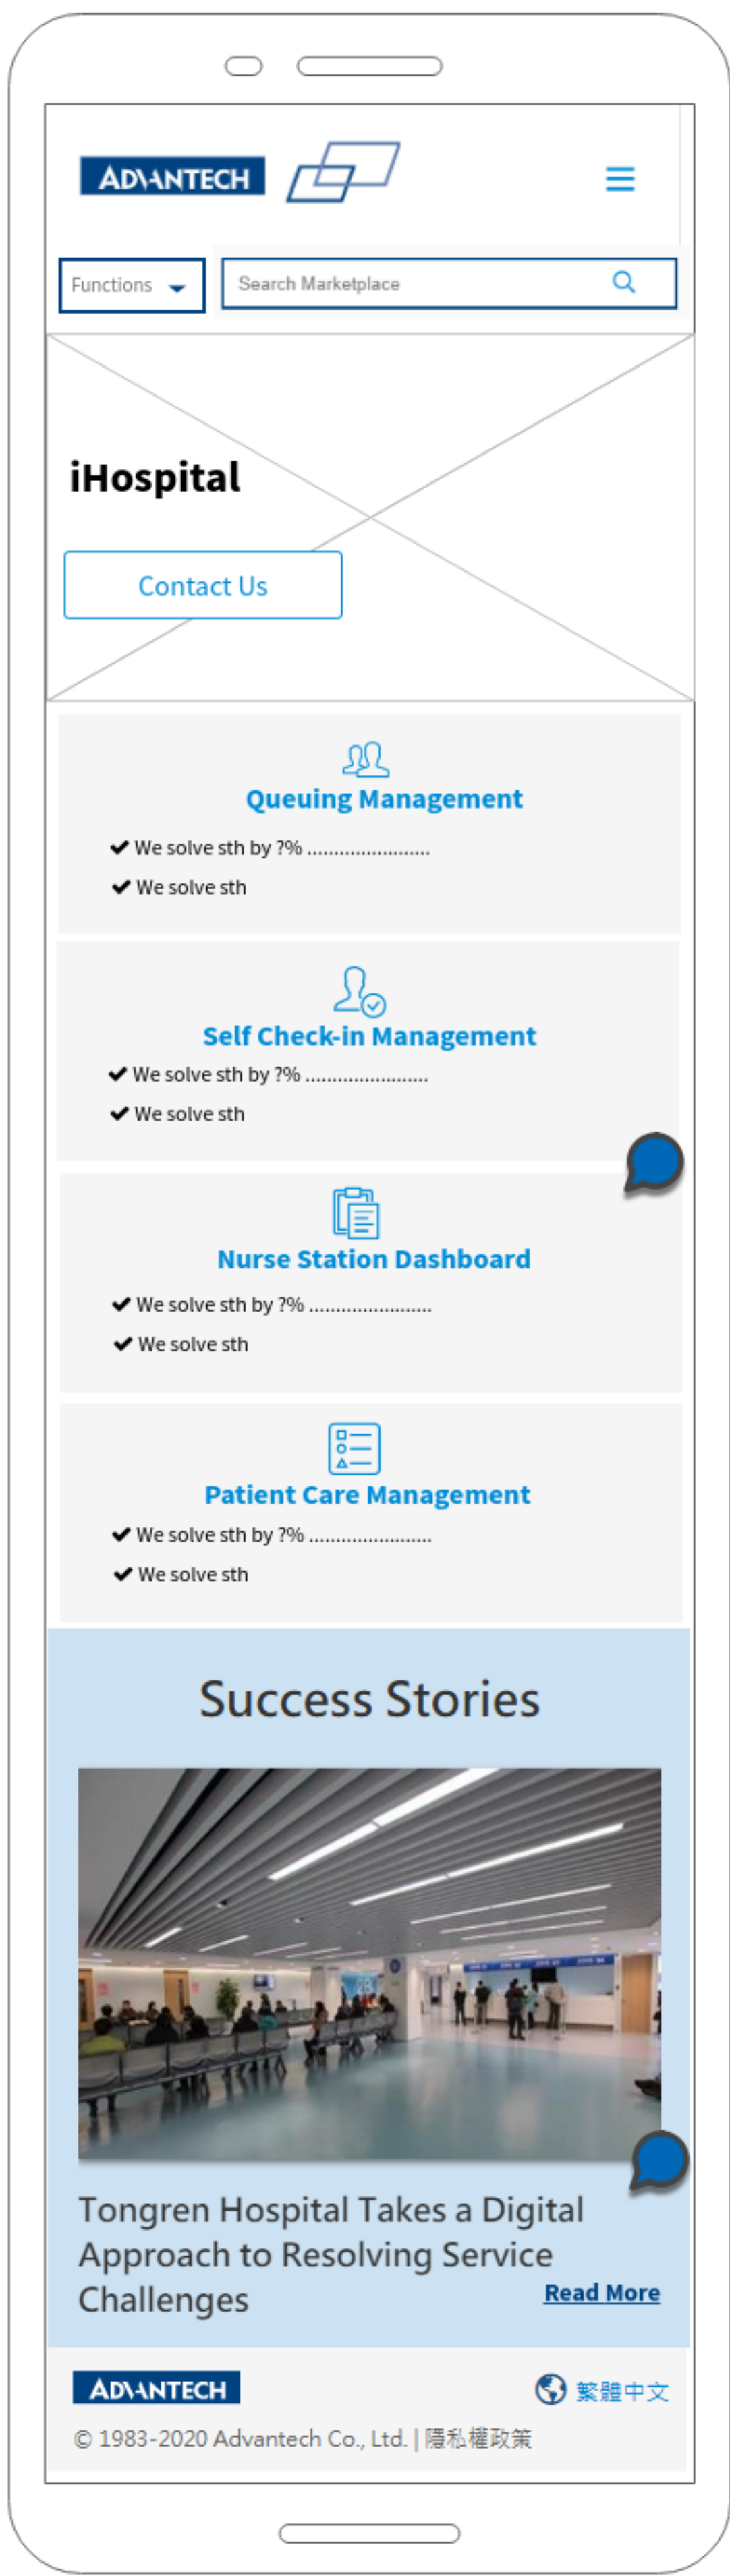 ADVANTECH
Functions
Search Marketplace
iHospital
Contact Us
Queuing Management
We solve sth by ?% .......................
We solve sth
Self Check-in Management
We solve sth by ?% .......................
We solve sth
Nurse Station Dashboard
We solve sth by ?% .......................
We solve sth
Patient Care Management
We solve sth by ?% .......................
We solve sth
Success Stories
Tongren Hospital Takes a Digital
Approach to Resolving Service
Challenges
Read More
ADVANTECH
繁體中文
© 1983-2020 Advantech Co., Ltd. | 隱私權政策